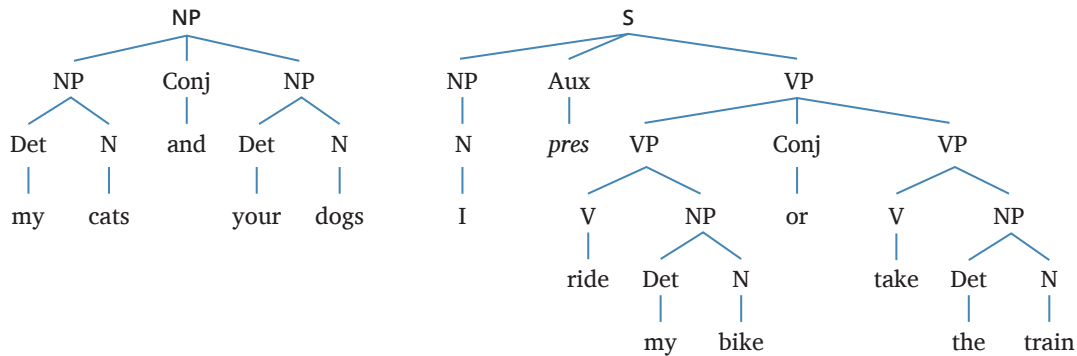 NP S
NP Conj NP NP Aux VP
Det N and Det N N pres VP Conj VP
my cats your dogs I V NP or V NP
ride Det N take Det N
my bike the train